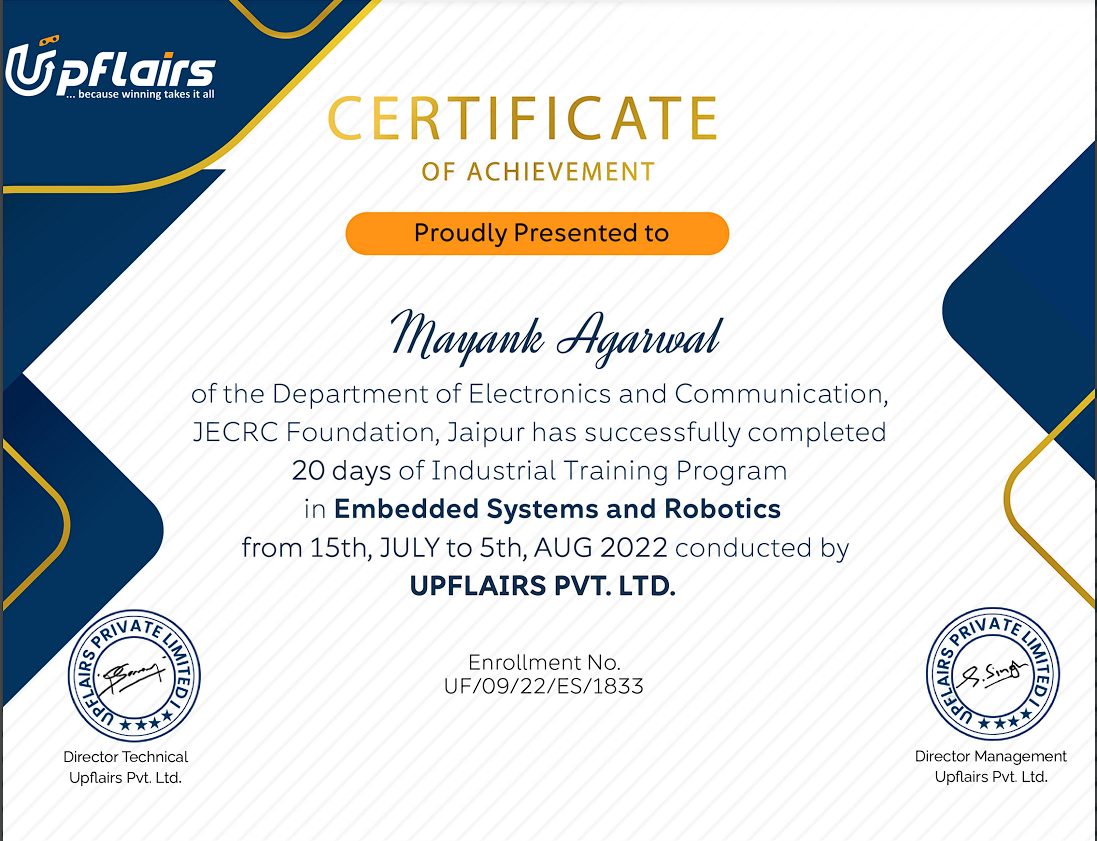 Upflairs
... because winning takes it all
CERTIFICATE
OF ACHIEVEMENT
Proudly Presented to
Mayank Agarwal
of the Department of Electronics and Communication,
JECRC Foundation, Jaipur has successfully completed
20 days of Industrial Training Program
in Embedded Systems and Robotics
from 15th, JULY to 5th, AUG 2022 conducted by
UPFLAIRS PVT. LTD.
Enrollment No.
UF/09/22/ES/1833
UPFLAIRS PRIVATE LIMITED
Director Technical
Upflairs Pvt. Ltd.
UPFLAIRS PRIVATE LIMITED
S. Singh
Director Management
Upflairs Pvt. Ltd.